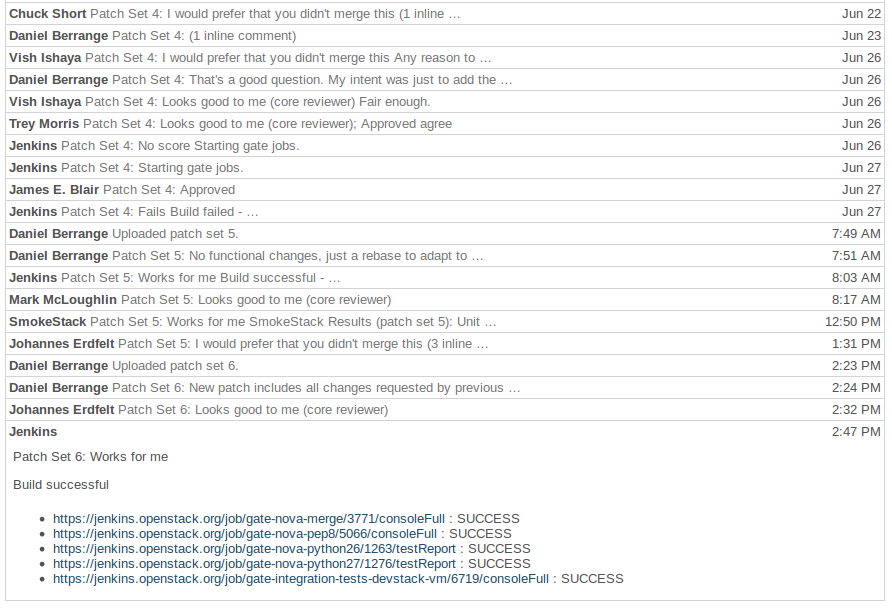 Chuck Short Patch Set 4: I would prefer that you didn't merge this (1 inline … Jun 22
Daniel Berrange Patch Set 4: (1 inline comment) Jun 23
Vish Ishaya Patch Set 4: I would prefer that you didn't merge this Any reason to … Jun 26
Daniel Berrange Patch Set 4: That's a good question. My intent was just to add the … Jun 26
Vish Ishaya Patch Set 4: Looks good to me (core reviewer) Fair enough. Jun 26
Trey Morris Patch Set 4: Looks good to me (core reviewer); Approved agree Jun 26
Jenkins Patch Set 4: No score Starting gate jobs. Jun 26
Jenkins Patch Set 4: Starting gate jobs. Jun 27
James E. Blair Patch Set 4: Approved Jun 27
Jenkins Patch Set 4: Fails Build failed - … Jun 27
Daniel Berrange Uploaded patch set 5. 7:49 AM
Daniel Berrange Patch Set 5: No functional changes, just a rebase to adapt to … 7:51 AM
Jenkins Patch Set 5: Works for me Build successful - … 8:03 AM
Mark McLoughlin Patch Set 5: Looks good to me (core reviewer) 8:17 AM
SmokeStack Patch Set 5: Works for me SmokeStack Results (patch set 5): Unit … 12:50 PM
Johannes Erdfelt Patch Set 5: I would prefer that you didn't merge this (3 inline … 1:31 PM
Daniel Berrange Uploaded patch set 6. 2:23 PM
Daniel Berrange Patch Set 6: New patch includes all changes requested by previous … 2:24 PM
Johannes Erdfelt Patch Set 6: Looks good to me (core reviewer) 2:32 PM
Jenkins 2:47 PM
Patch Set 6: Works for me
Build successful
• https://jenkins.openstack.org/job/gate-nova-merge/3771/consoleFull : SUCCESS
• https://jenkins.openstack.org/job/gate-nova-pep8/5066/consoleFull : SUCCESS
• https://jenkins.openstack.org/job/gate-nova-python26/1263/testReport : SUCCESS
• https://jenkins.openstack.org/job/gate-nova-python27/1276/testReport : SUCCESS
• https://jenkins.openstack.org/job/gate-integration-tests-devstack-vm/6719/consoleFull : SUCCESS